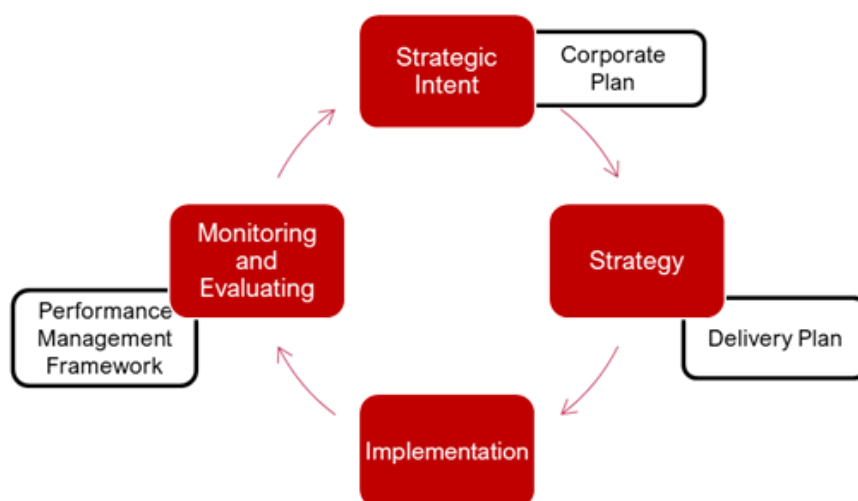 Strategic
Intent
Corporate
Plan
Strategy
Delivery Plan
Implementation
Monitoring
and
Evaluating
Performance
Management
Framework